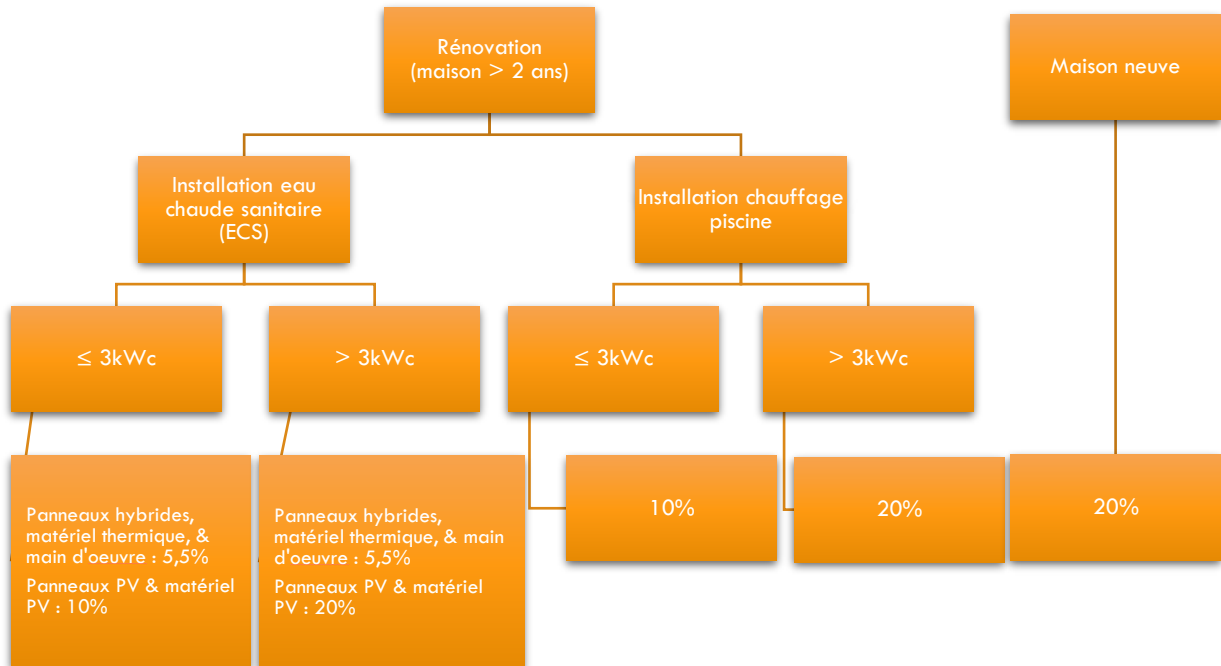 Rénovation
(maison > 2 ans)
Maison neuve
Installation eau
chaude sanitaire
(ECS)
Installation chauffage
piscine
≤ 3kWc
> 3kWc
≤ 3kWc
> 3kWc
Panneaux hybrides,
matériel thermique, &
main d'oeuvre : 5,5%
Panneaux PV & matériel
PV : 10%
Panneaux hybrides,
matériel thermique, & main
d'oeuvre : 5,5%
Panneaux PV & matériel
PV : 20%
10%
20%
20%